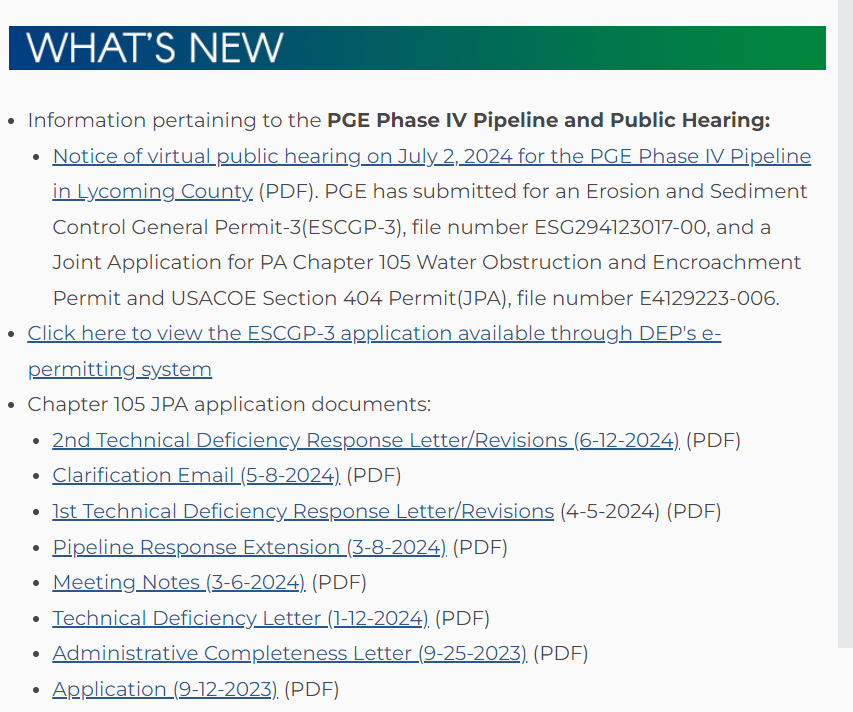 WHAT'S NEW
• Information pertaining to the PGE Phase IV Pipeline and Public Hearing:
• Notice of virtual public hearing on July 2, 2024 for the PGE Phase IV Pipeline
in Lycoming County (PDF). PGE has submitted for an Erosion and Sediment
Control General Permit-3(ESCGP-3), file number ESG294123017-00, and a
Joint Application for PA Chapter 105 Water Obstruction and Encroachment
Permit and USACOE Section 404 Permit(JPA), file number E4129223-006.
• Click here to view the ESCGP-3 application available through DEP's e-
permitting system
• Chapter 105 JPA application documents:
• 2nd Technical Deficiency Response Letter/Revisions (6-12-2024) (PDF)
• Clarification Email (5-8-2024) (PDF)
• 1st Technical Deficiency Response Letter/Revisions (4-5-2024) (PDF)
• Pipeline Response Extension (3-8-2024) (PDF)
• Meeting Notes (3-6-2024) (PDF)
• Technical Deficiency Letter (1-12-2024) (PDF)
• Administrative Completeness Letter (9-25-2023) (PDF)
• Application (9-12-2023) (PDF)